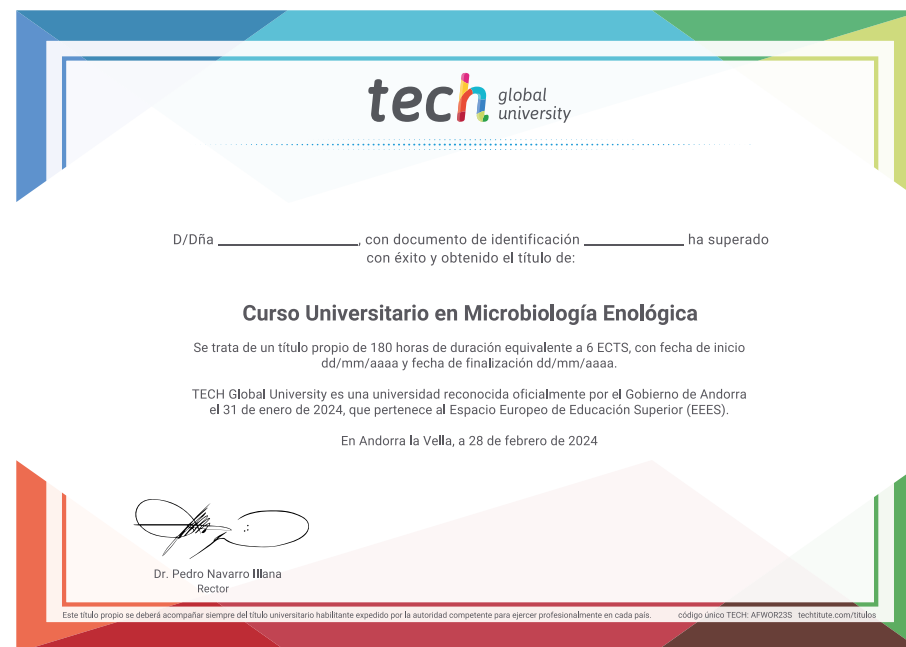 tech global university
D/Dña ____________________, con documento de identificación ______________ ha superado
con éxito y obtenido el título de:
Curso Universitario en Microbiología Enológica
Se trata de un título propio de 180 horas de duración equivalente a 6 ECTS, con fecha de inicio
dd/mm/aaaa y fecha de finalización dd/mm/aaaa.
TECH Global University es una universidad reconocida oficialmente por el Gobierno de Andorra
el 31 de enero de 2024, que pertenece al Espacio Europeo de Educación Superior (EEES).
En Andorra la Vella, a 28 de febrero de 2024
Dr. Pedro Navarro Illana
Rector
Este título propio se deberá acompañar siempre del título universitario habilitante expedido por la autoridad competente para ejercer profesionalmente en cada país. código único TECH: AFWOR23S techtitute.com/titulos